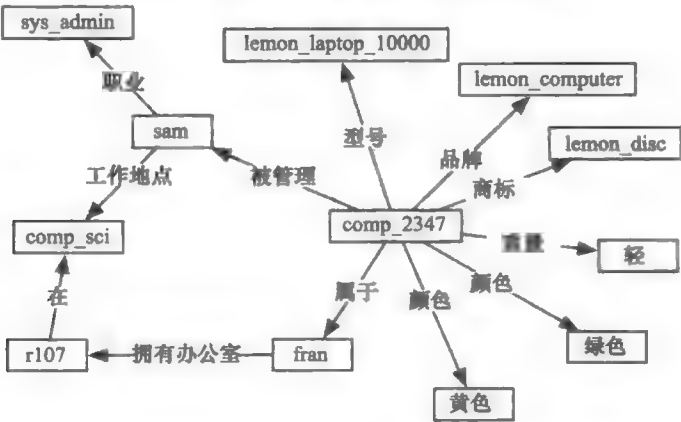 sys_admin
lemon_laptop_10000
lemon_computer
职业
sam
型号
品牌
lemon_disc
工作地点
被管理
商标
comp_sci
comp_2347
轻
在
属于
颜色
颜色
r107
拥有办公室
fran
绿色
黄色